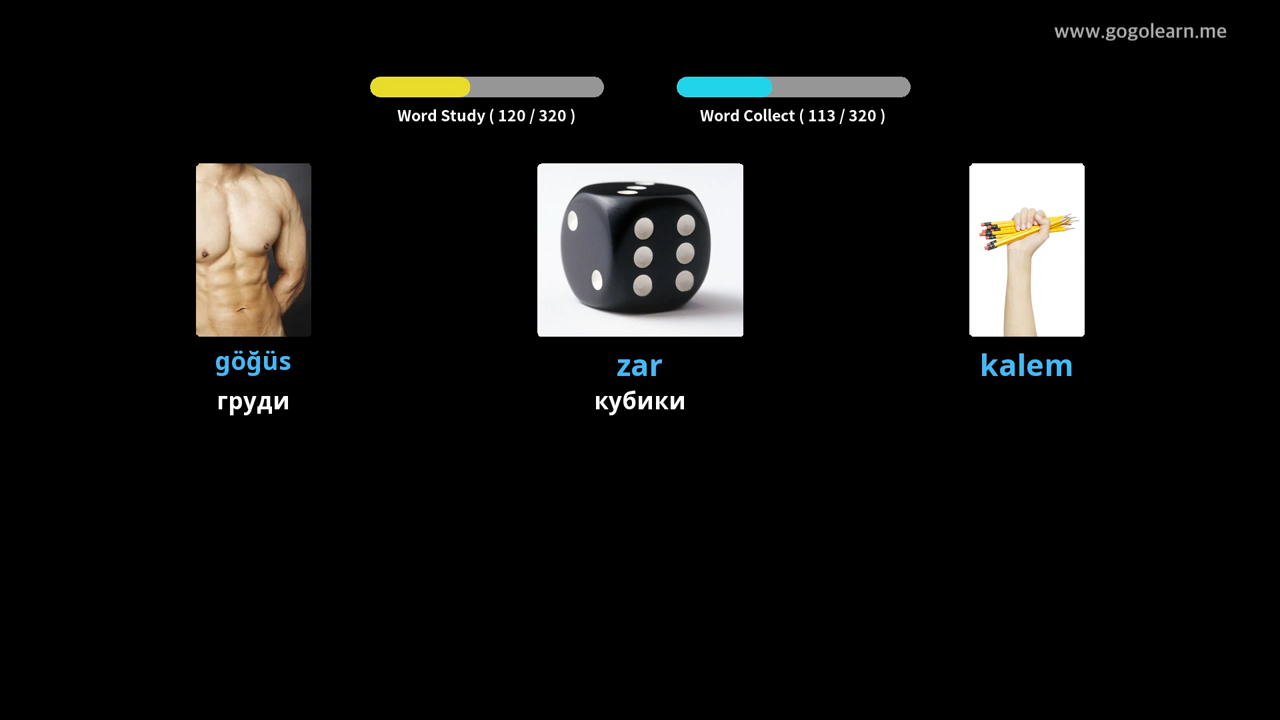 www.gogolearn.me
Word Study ( 120 / 320 )
Word Collect ( 113 / 320 )
göğüs
груди
zar
кубики
kalem